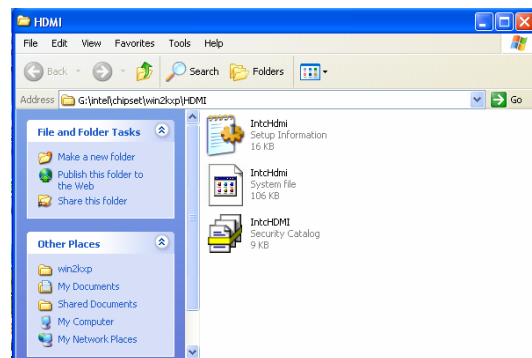 HDMI
File Edit View Favorites Tools Help
Back Search Folders
Address G:\intel\chipset\win2kxp\HDMI Go
File and Folder Tasks
Make a new folder
Publish this folder to
the Web
Share this folder
Other Places
win2kxp
My Documents
Shared Documents
My Computer
My Network Places
IntcHdmi
Setup Information
16 KB
IntcHdmi
System file
106 KB
IntcHDMI
Security Catalog
9 KB